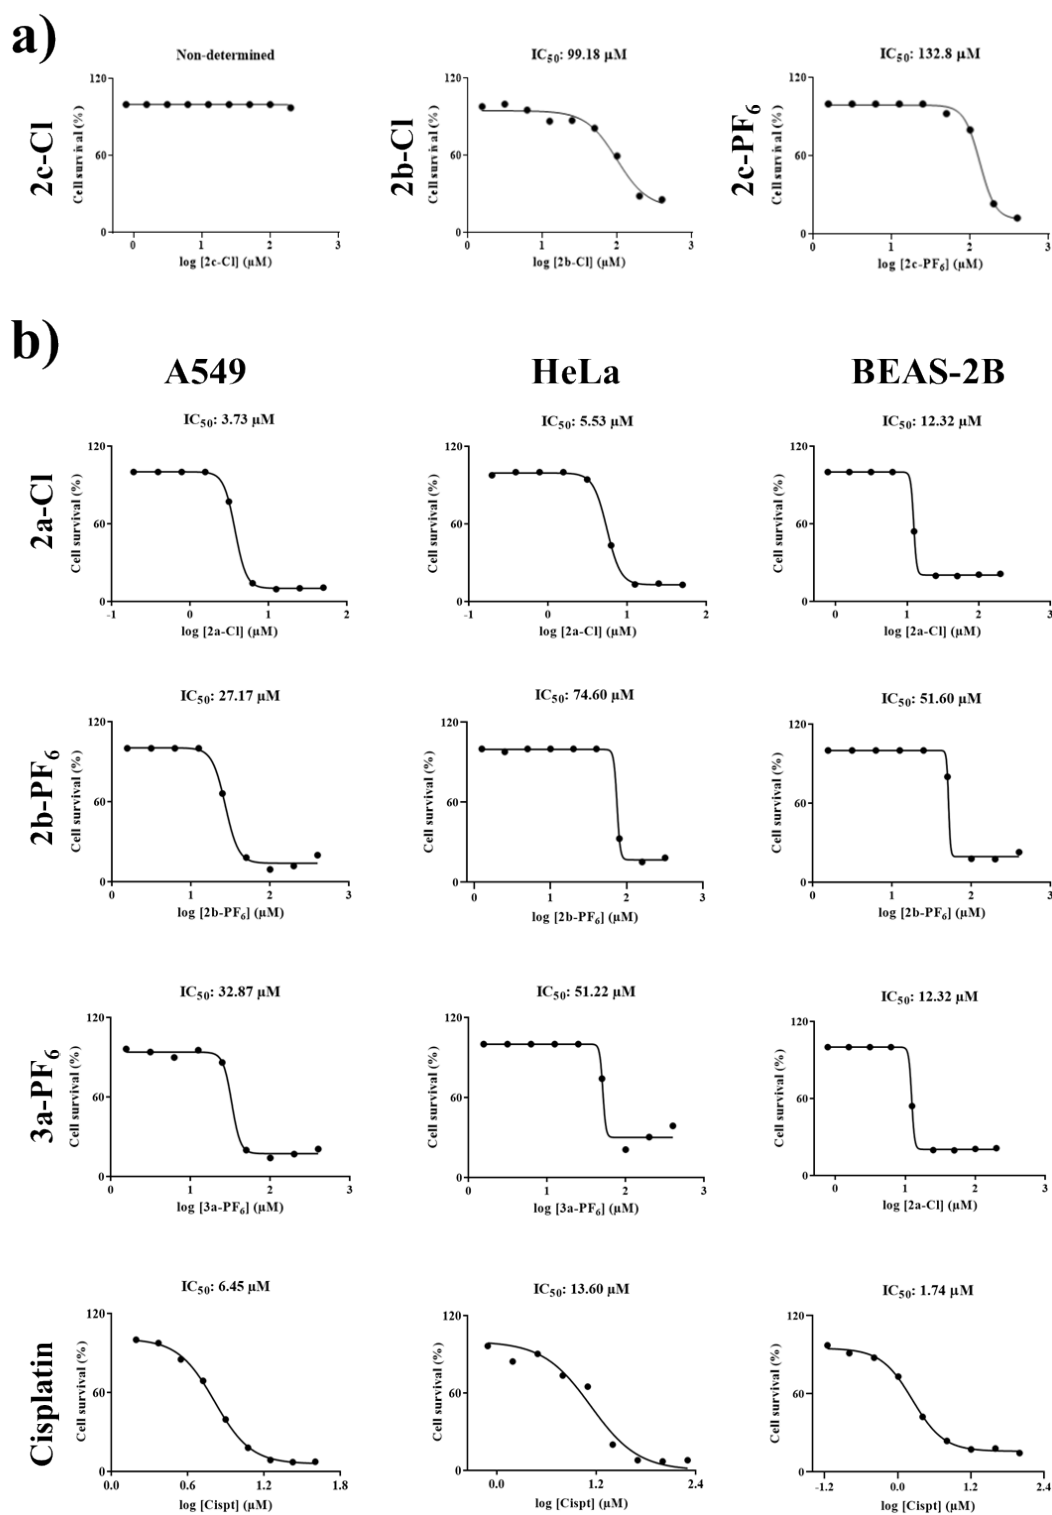 a)
2c-Cl
Non-determined
Cell survival (%)
120
60
0
0 1 2 3
log [2c-Cl] (µM)
2b-Cl
IC50: 99.18 µM
Cell survival (%)
120
60
0
0 1 2 3
log [2b-Cl] (µM)
2c-PF6
IC50: 132.8 µM
Cell survival (%)
120
60
0
0 1 2 3
log [2c-PF6] (µM)
b)
A549 HeLa BEAS-2B
2a-Cl
IC50: 3.73 µM
Cell survival (%)
120
60
0
-1 0 1 2
log [2a-Cl] (µM)
IC50: 5.53 µM
Cell survival (%)
120
60
0
-1 0 1 2
log [2a-Cl] (µM)
IC50: 12.32 µM
Cell survival (%)
120
60
0
0 1 2 3
log [2a-Cl] (µM)
2b-PF6
IC50: 27.17 µM
Cell survival (%)
120
60
0
0 1 2 3
log [2b-PF6] (µM)
IC50: 74.60 µM
Cell survival (%)
120
60
0
0 1 2 3
log [2b-PF6] (µM)
IC50: 51.60 µM
Cell survival (%)
120
60
0
0 1 2 3
log [2b-PF6] (µM)
3a-PF6
IC50: 32.87 µM
Cell survival (%)
120
60
0
0 1 2 3
log [3a-PF6] (µM)
IC50: 51.22 µM
Cell survival (%)
120
60
0
0 1 2 3
log [3a-PF6] (µM)
IC50: 12.32 µM
Cell survival (%)
120
60
0
0 1 2 3
log [2a-Cl] (µM)
Cisplatin
IC50: 6.45 µM
Cell survival (%)
120
60
0
0.0 0.6 1.2 1.8
log [Cispt] (µM)
IC50: 13.60 µM
Cell survival (%)
120
60
0
0.0 1.2 2.4
log [Cispt] (µM)
IC50: 1.74 µM
Cell survival (%)
120
60
0
-1.2 0.0 1.2 2.4
log [Cispt] (µM)